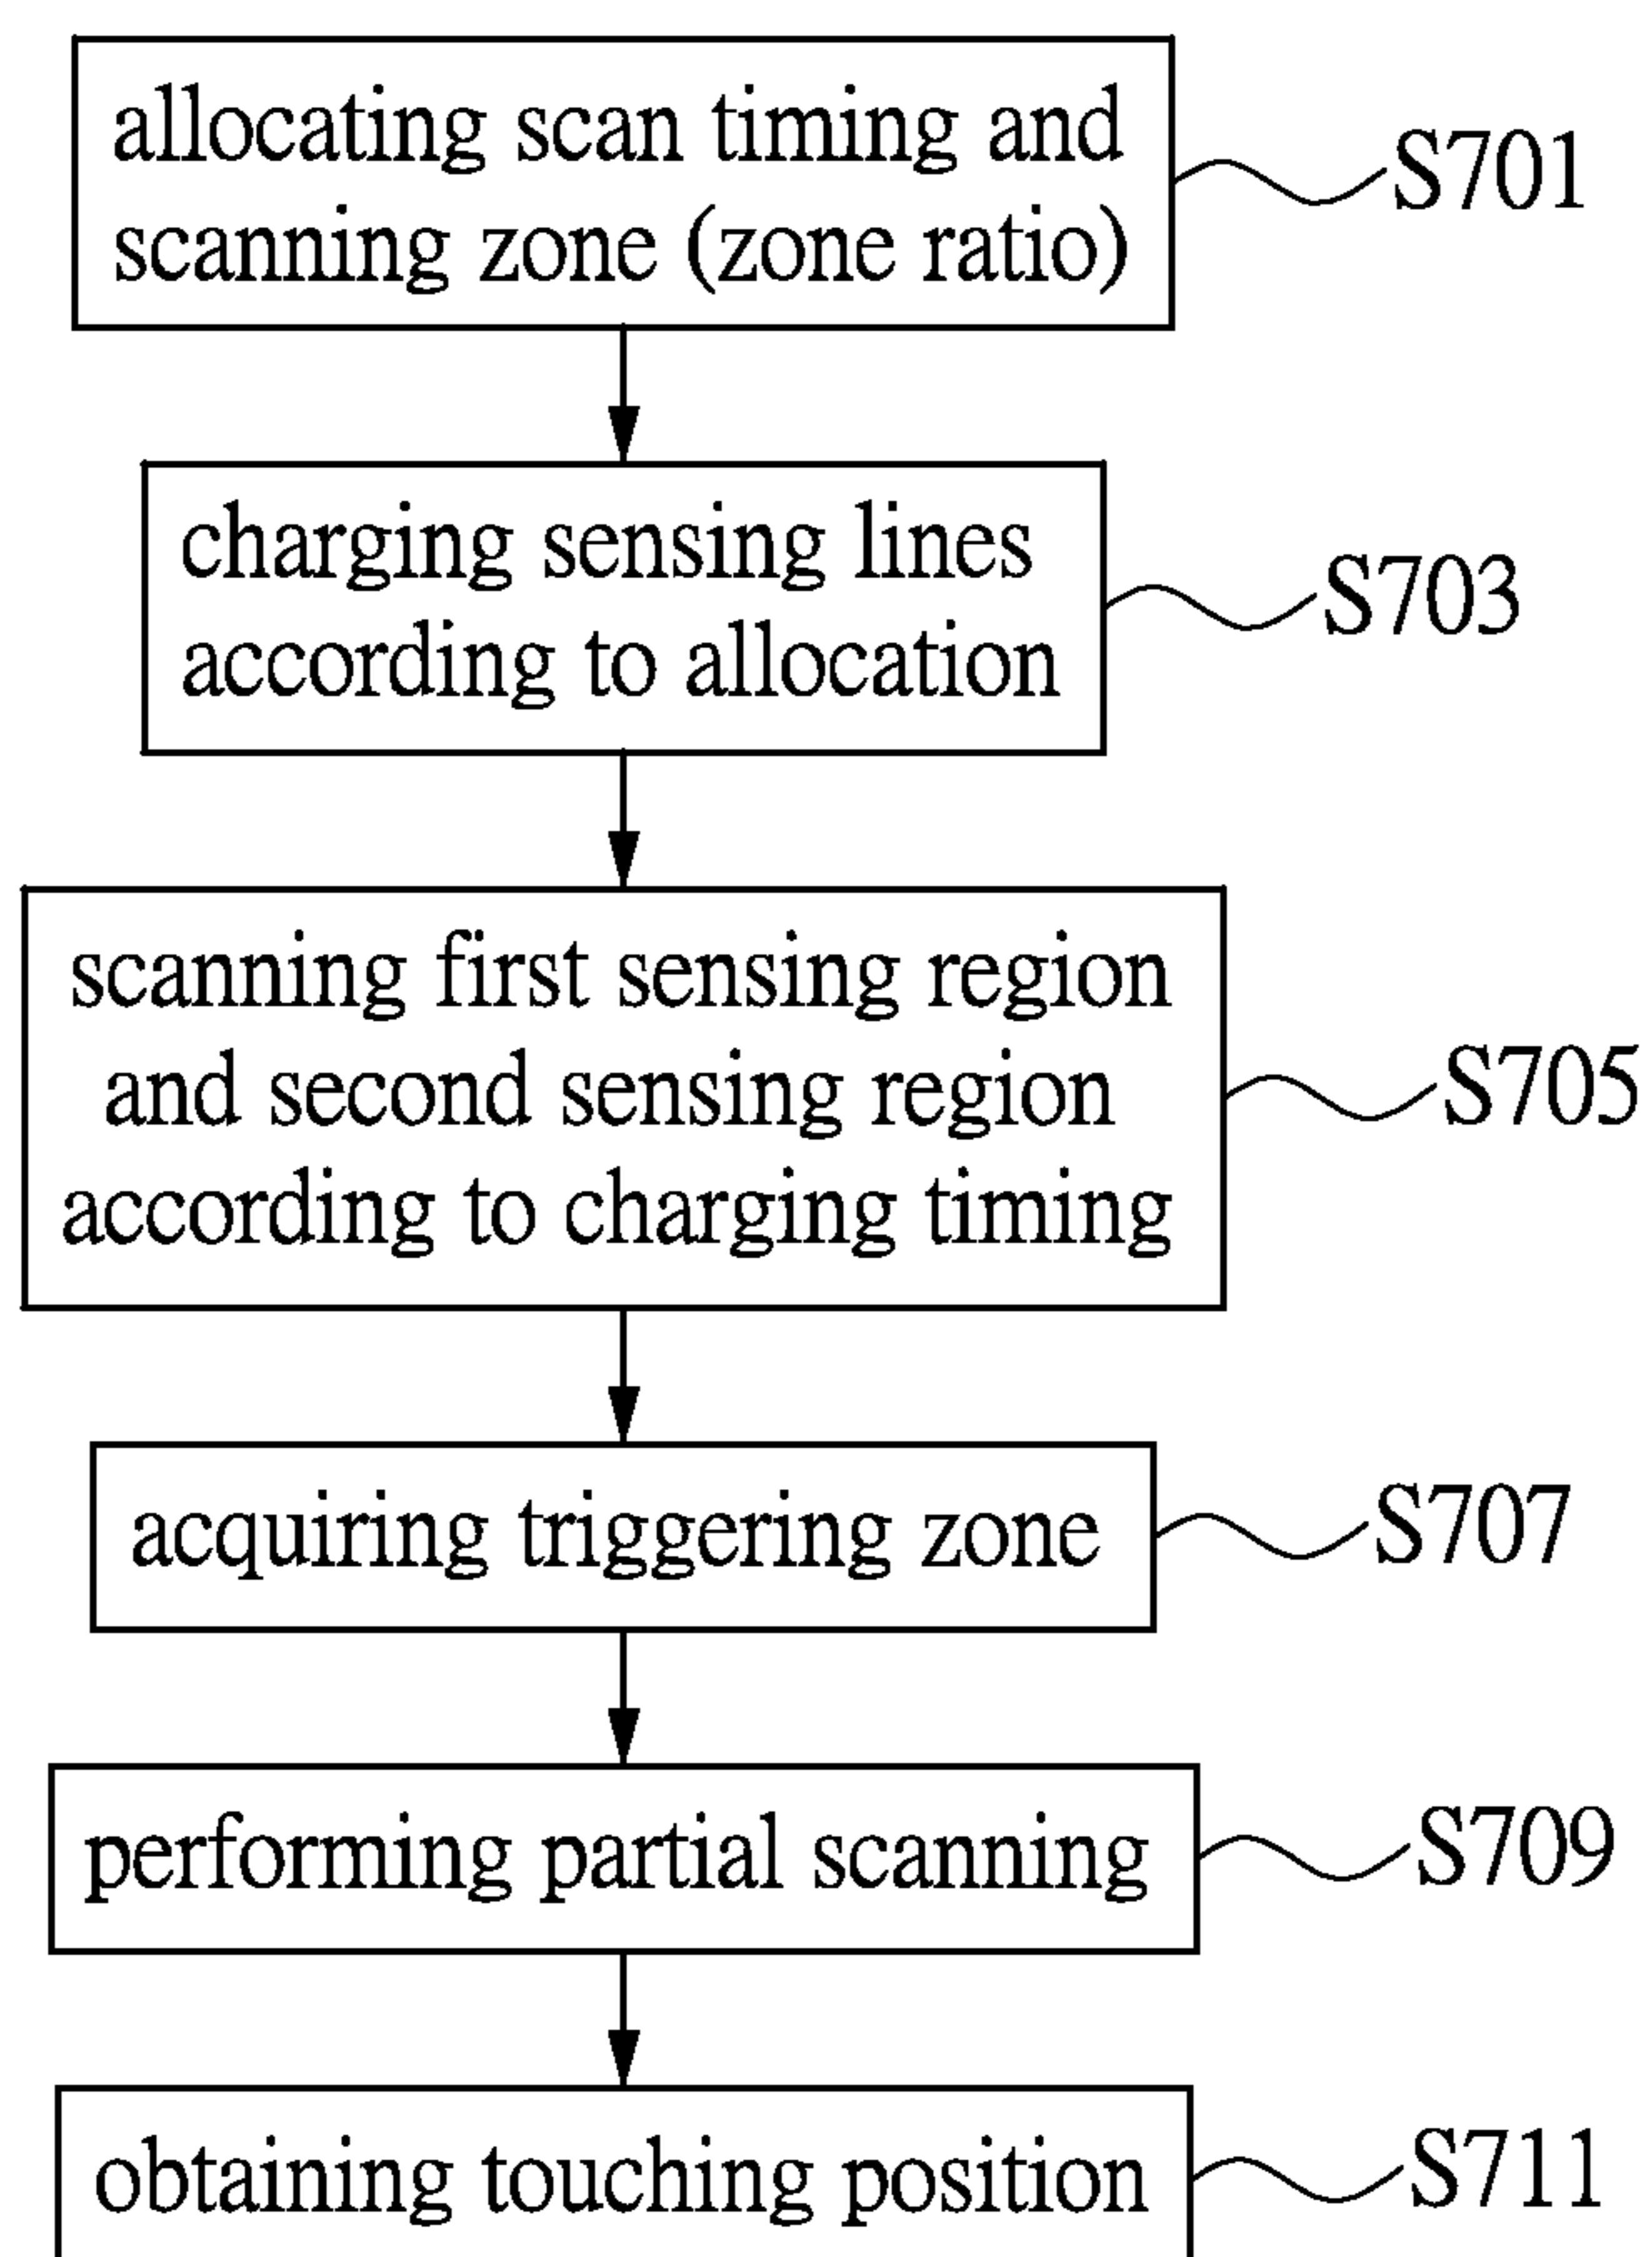 allocating scan timing and
scanning zone (zone ratio)
S701
charging sensing lines
according to allocation
S703
scanning first sensing region
and second sensing region
according to charging timing
S705
acquiring triggering zone
S707
performing partial scanning
S709
obtaining touching position
S711